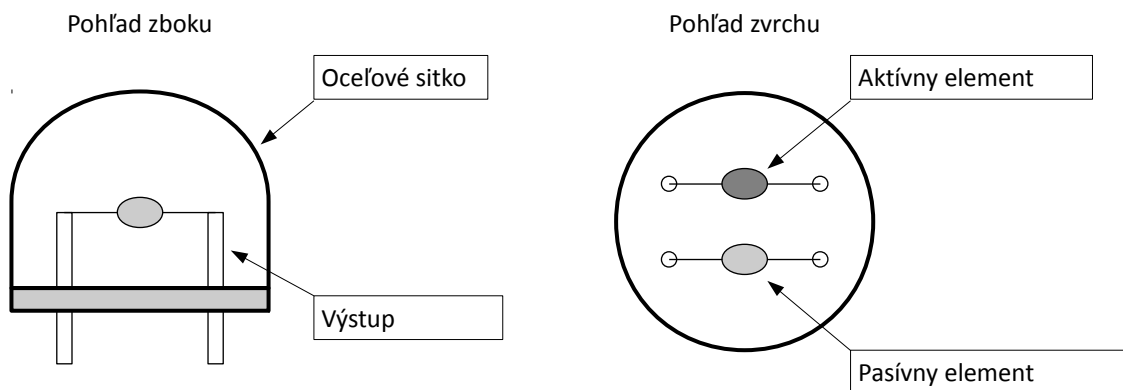 Pohľad zboku
Pohľad zvrchu
Oceľové sitko
Aktívny element
Výstup
Pasívny element